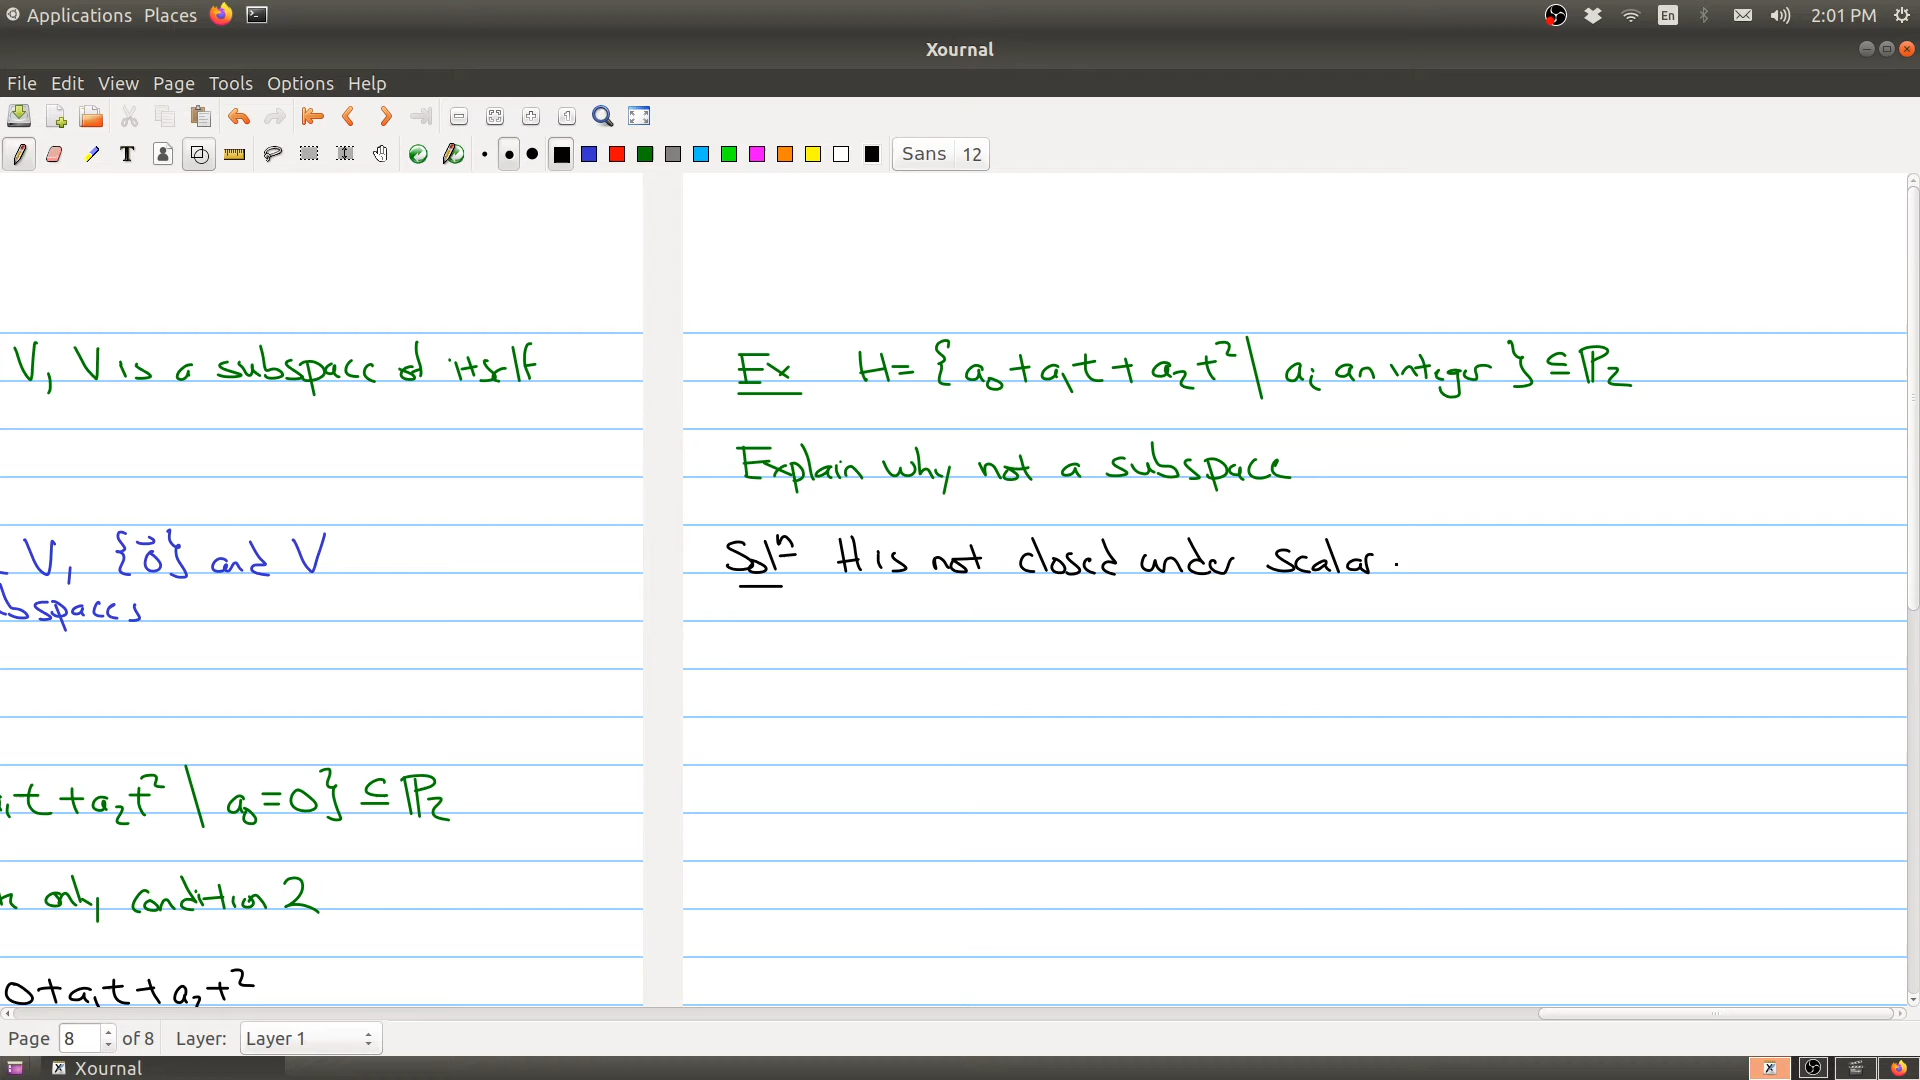 Applications Places En 2:01 PM
Xournal
File Edit View Page Tools Options Help
Sans 12
V, V is a subspace of itself
V, {0⃗} and V
bspaces
a₁t + a₂t² | a₀ = 0} ⊆ ℙ₂
only condition 2
0 + a₁t + a₂t²
Ex H = {a₀ + a₁t + a₂t² | aᵢ an integer} ⊆ ℙ₂
Explain why not a subspace
Solⁿ H is not closed under scalar ·
Page 8 of 8 Layer: Layer 1
Xournal